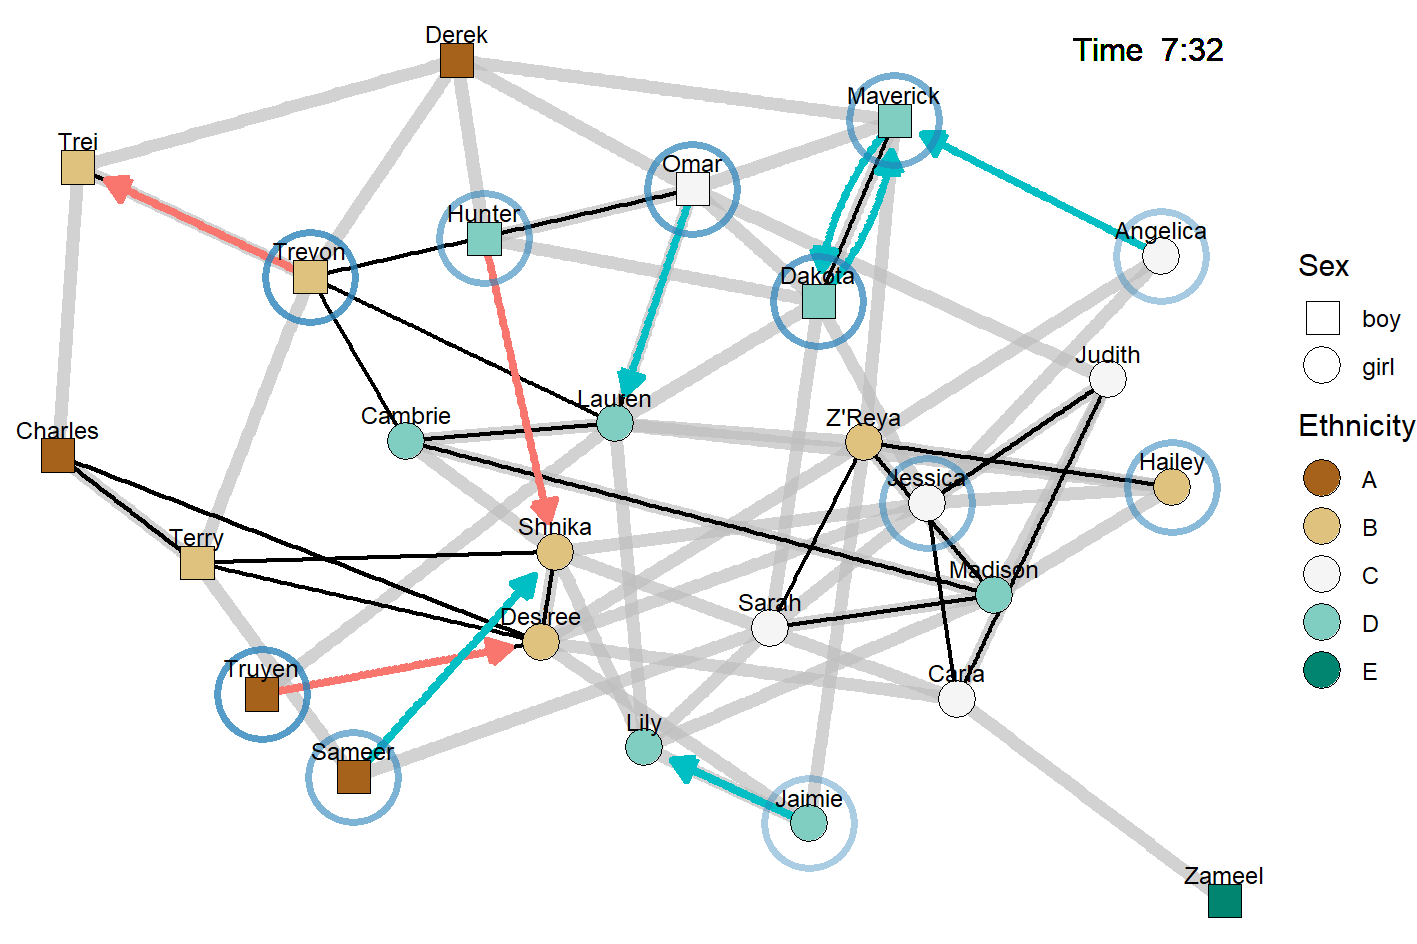 Derek
Time 7:32
Maverick
Trei
Omar
Hunter
Angelica
Trevon
Dakota
Judith
Lauren
Cambrie
Z'Reya
Charles
Hailey
Jessica
Shnika
Terry
Madison
Sarah
Desiree
Truyen
Carla
Lily
Sameer
Jaimie
Zameel
Sex
boy
girl
Ethnicity
A
B
C
D
E